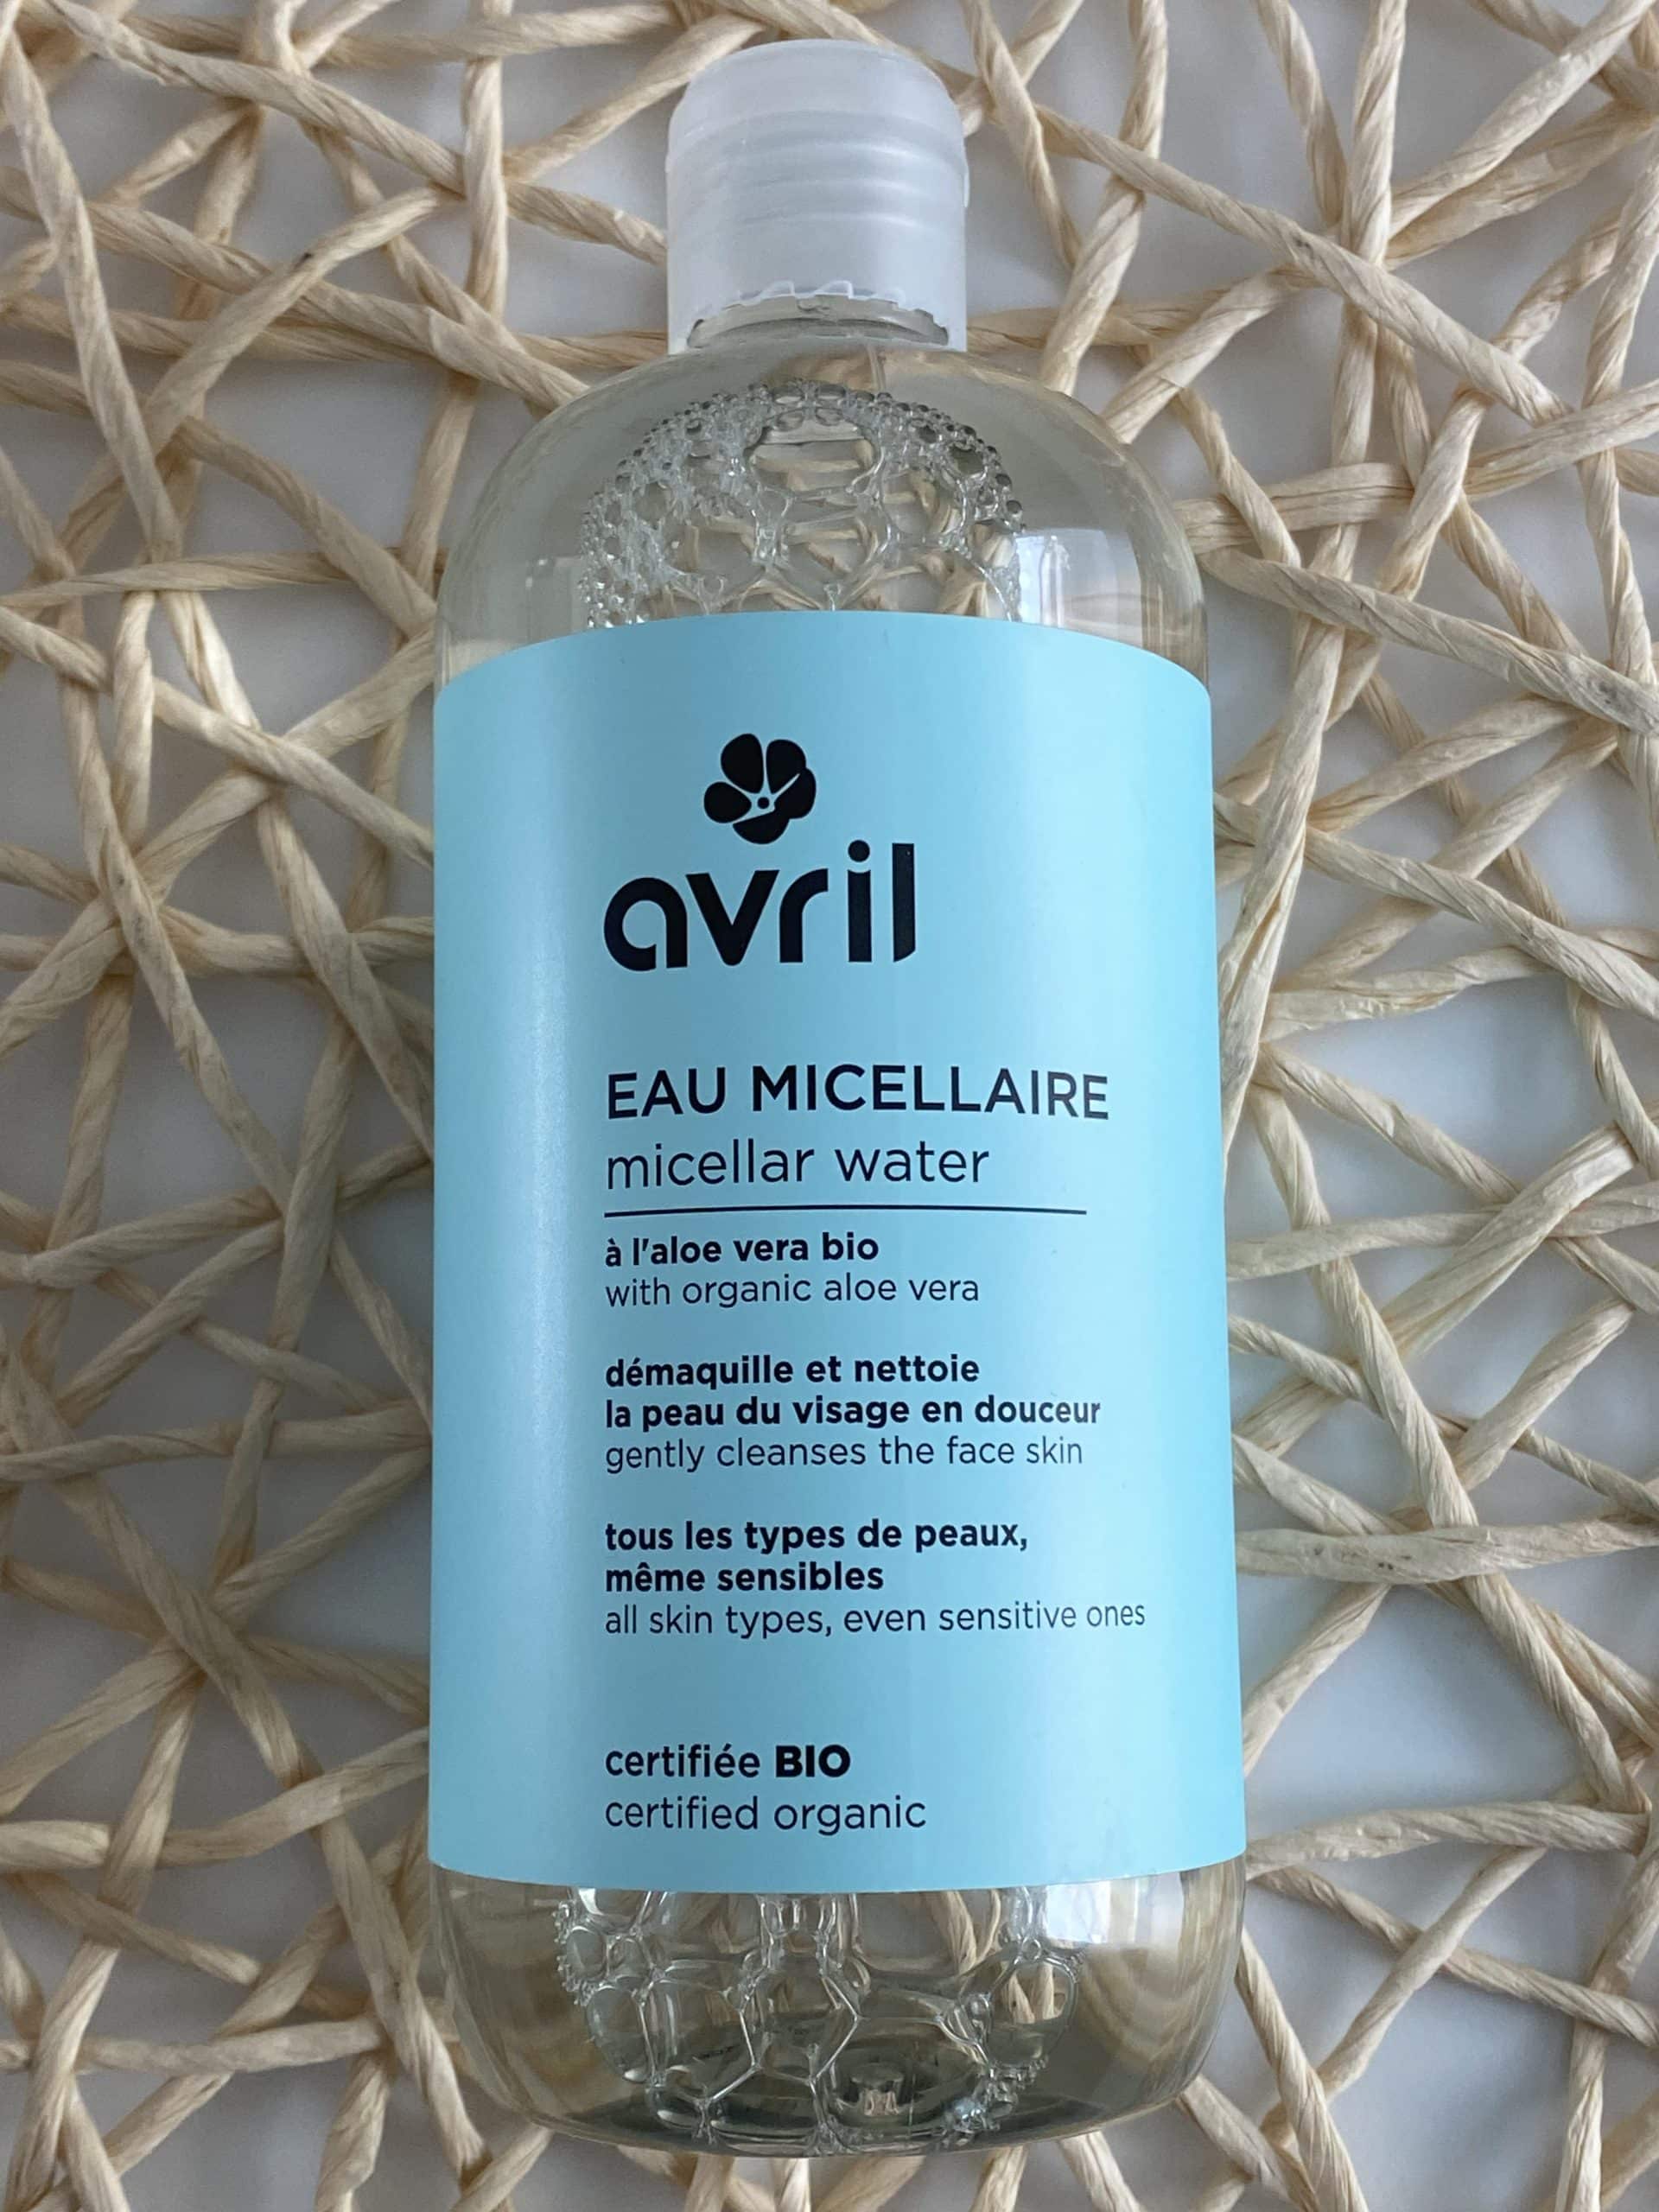 avril
EAU MICELLAIRE
micellar water
à l'aloe vera bio
with organic aloe vera
démaquille et nettoie
la peau du visage en douceur
gently cleanses the face skin
tous les types de peaux,
même sensibles
all skin types, even sensitive ones
certifiée BIO
certified organic